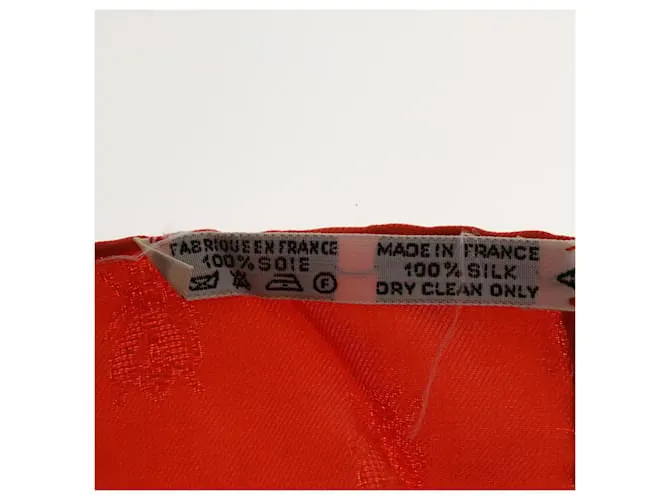 FABRIQUE EN FRANCE
100% SOIE
F
MADE IN FRANCE
100% SILK
DRY CLEAN ONLY
A